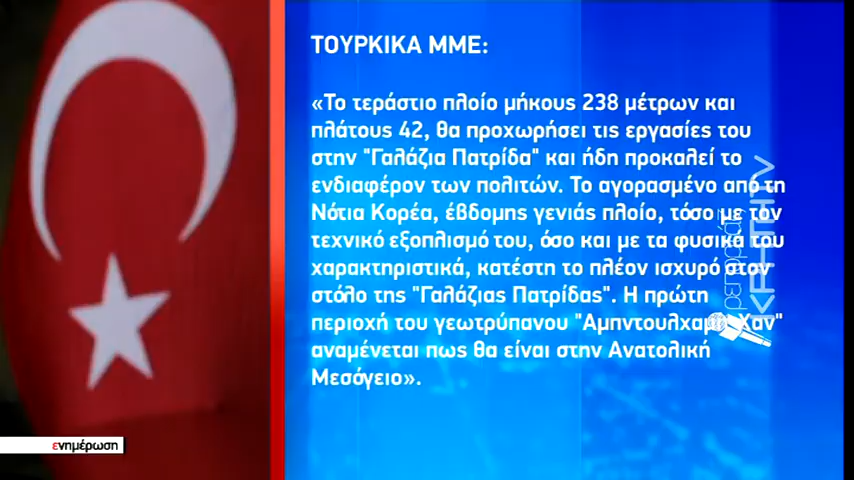 ΤΟΥΡΚΙΚΑ ΜΜΕ:
«Το τεράστιο πλοίο μήκους 238 μέτρων και
πλάτους 42, θα προχωρήσει τις εργασίες του
στην "Γαλάζια Πατρίδα" και ήδη προκαλεί το
ενδιαφέρον των πολιτών. Το αγορασμένο από τη
Νότια Κορέα, έβδομης γενιάς πλοίο, τόσο με τον
τεχνικό εξοπλισμό του, όσο και με τα φυσικά του
χαρακτηριστικά, κατέστη το πλέον ισχυρό στον
στόλο της "Γαλάζιας Πατρίδας". Η πρώτη
περιοχή του γεωτρύπανου "Αμπντουλχαμίτ Χαν"
αναμένεται πως θα είναι στην Ανατολική
Μεσόγειο».
ρεπορτάζ
ΚΡΗΤΗTV
ενημέρωση